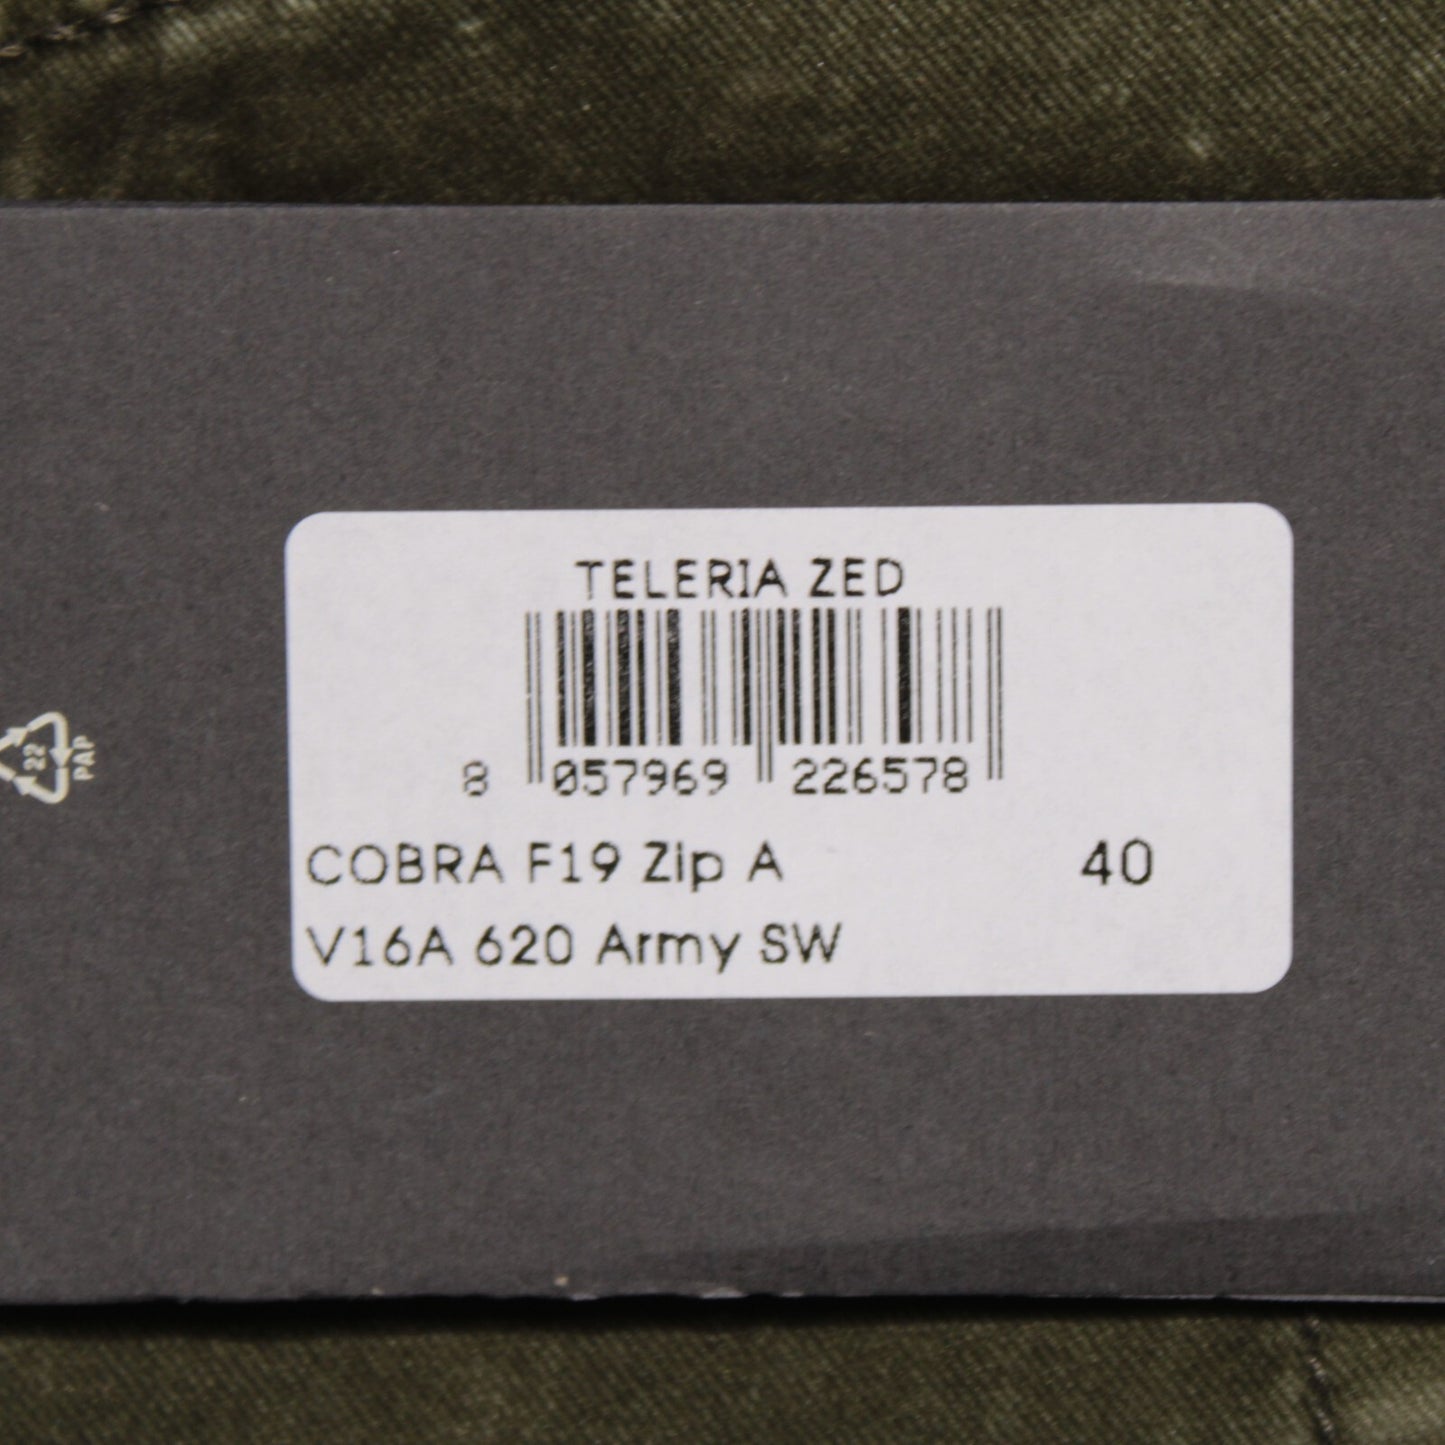 TELERIA ZED
8 057969 226578
COBRA F19 Zip A 40
V16A 620 Army SW
22
PAP